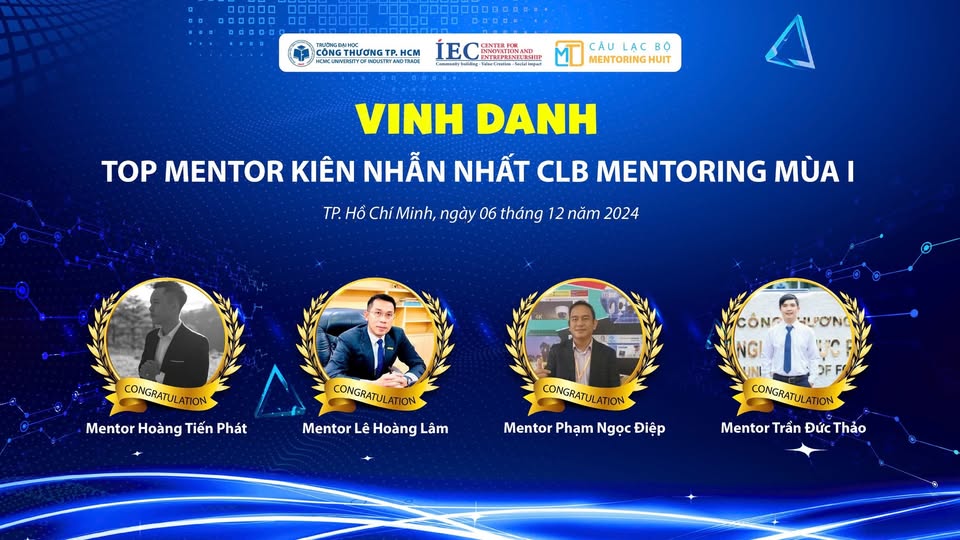 TRƯỜNG ĐẠI HỌC
CÔNG THƯƠNG TP. HCM
HCMC UNIVERSITY OF INDUSTRY AND TRADE
IEC CENTER FOR
INNOVATION AND
ENTREPRENEURSHIP
Community building - Value Creation - Social impact
CÂU LẠC BỘ
MENTORING HUIT
VINH DANH
TOP MENTOR KIÊN NHẪN NHẤT CLB MENTORING MÙA I
TP. Hồ Chí Minh, ngày 06 tháng 12 năm 2024
CÔNG THƯƠNG
CONGRATULATION
CONGRATULATION
CONGRATULATION
CONGRATULATION
Mentor Hoàng Tiến Phát
Mentor Lê Hoàng Lâm
Mentor Phạm Ngọc Điệp
Mentor Trần Đức Thảo